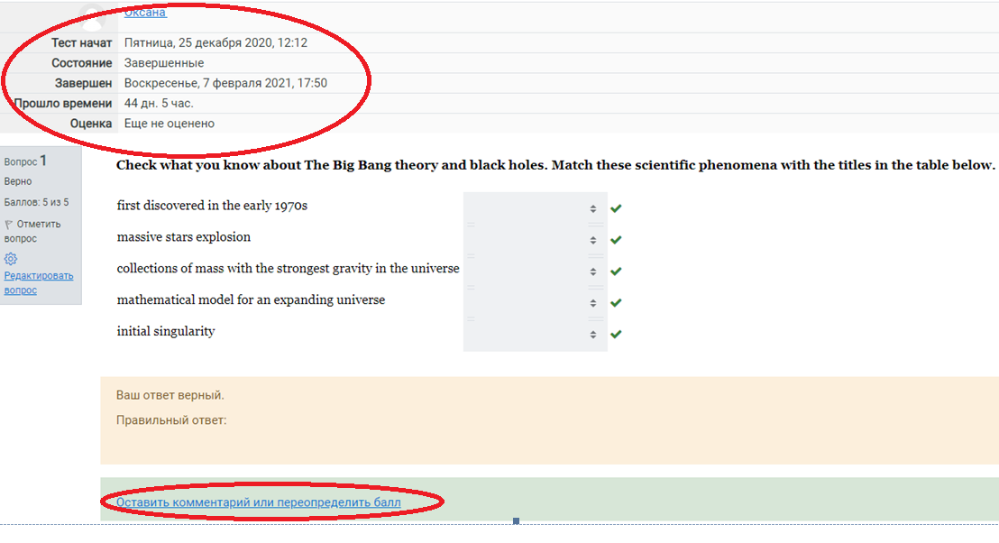 Оксана
Тест начат Пятница, 25 декабря 2020, 12:12
Состояние Завершенные
Завершен Воскресенье, 7 февраля 2021, 17:50
Прошло времени 44 дн. 5 час.
Оценка Еще не оценено
Вопрос 1
Верно
Баллов: 5 из 5
Отметить
вопрос
Редактировать
вопрос
Check what you know about The Big Bang theory and black holes. Match these scientific phenomena with the titles in the table below.
first discovered in the early 1970s
massive stars explosion
collections of mass with the strongest gravity in the universe
mathematical model for an expanding universe
initial singularity
Ваш ответ верный.
Правильный ответ:
Оставить комментарий или переопределить балл